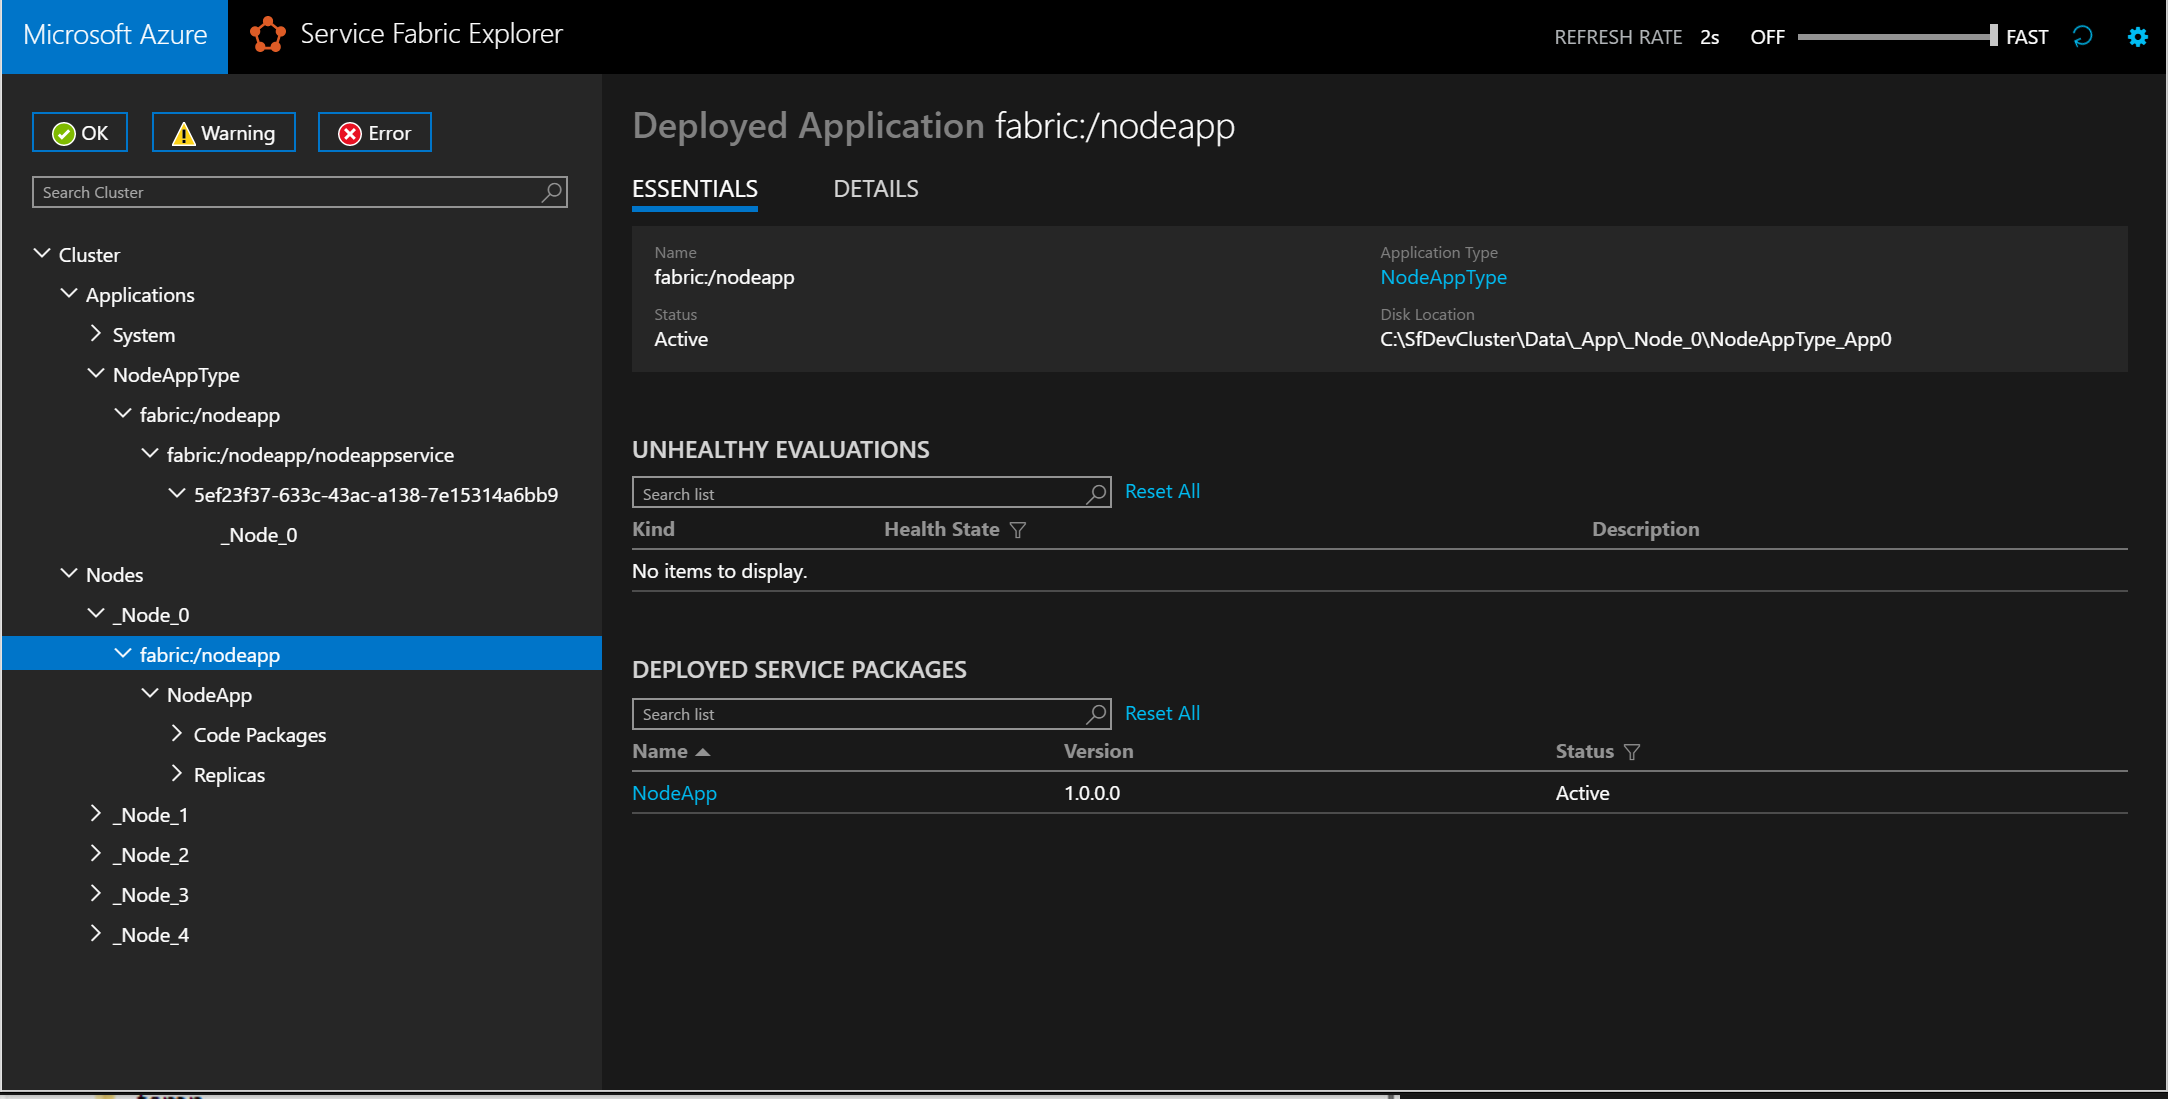 Microsoft Azure
Service Fabric Explorer
REFRESH RATE 2s OFF FAST
OK
Warning
Error
Search Cluster
Cluster
Applications
System
NodeAppType
fabric:/nodeapp
fabric:/nodeapp/nodeappservice
5ef23f37-633c-43ac-a138-7e15314a6bb9
_Node_0
Nodes
_Node_0
fabric:/nodeapp
NodeApp
Code Packages
Replicas
_Node_1
_Node_2
_Node_3
_Node_4
Deployed Application fabric:/nodeapp
ESSENTIALS DETAILS
Name
fabric:/nodeapp
Status
Active
Application Type
NodeAppType
Disk Location
C:\SfDevCluster\Data\_App\_Node_0\NodeAppType_App0
UNHEALTHY EVALUATIONS
Search list Reset All
Kind Health State Description
No items to display.
DEPLOYED SERVICE PACKAGES
Search list Reset All
Name Version Status
NodeApp 1.0.0.0 Active